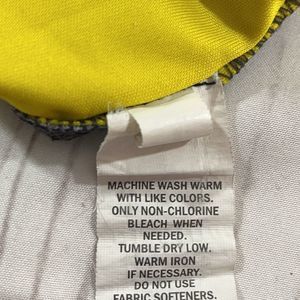 MACHINE WASH WARM
WITH LIKE COLORS.
ONLY NON-CHLORINE
BLEACH WHEN
NEEDED.
TUMBLE DRY LOW.
WARM IRON
IF NECESSARY.
DO NOT USE
FABRIC SOFTENERS.